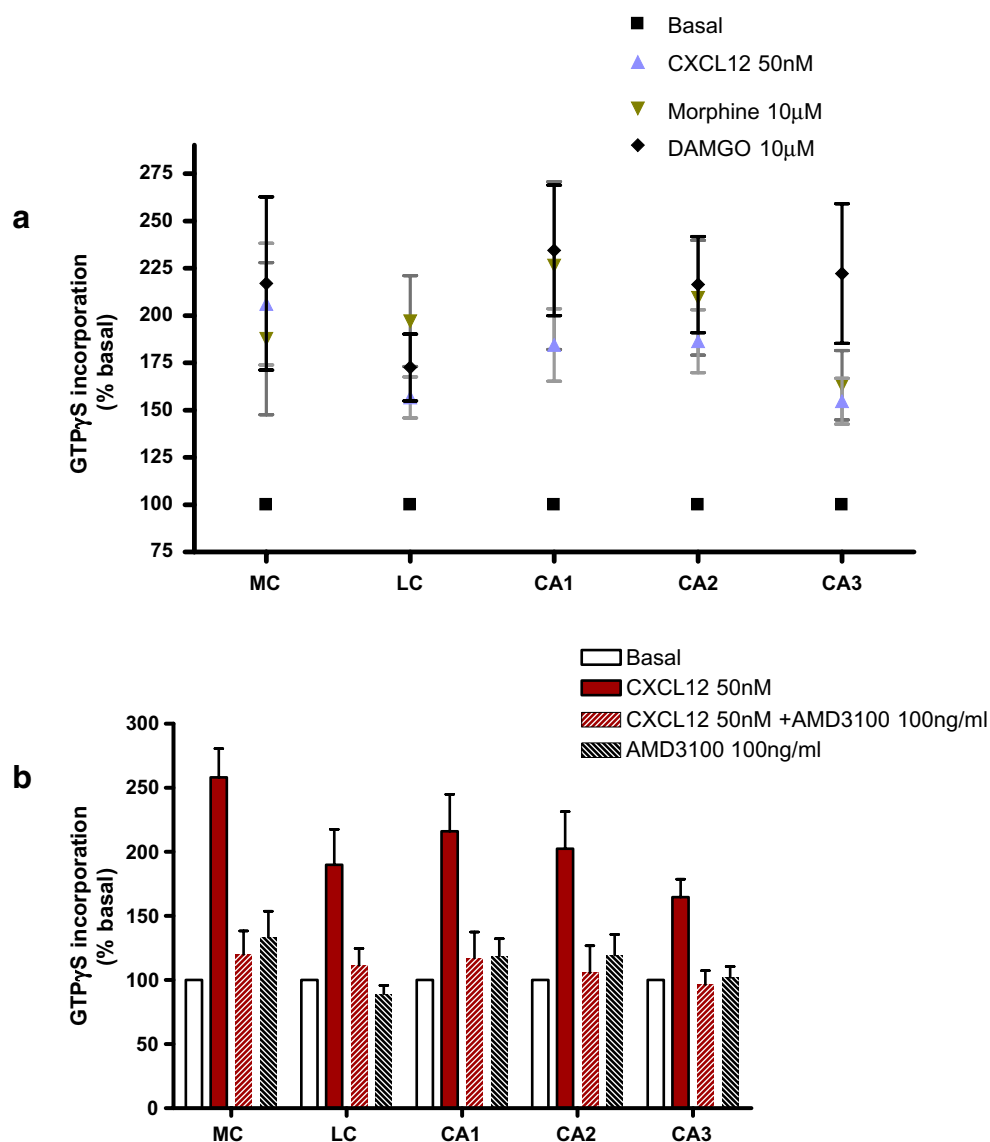 Basal
CXCL12 50nM
Morphine 10μM
DAMGO 10μM
a
GTPγS incorporation
(% basal)
275
250
225
200
175
150
125
100
75
MC LC CA1 CA2 CA3
Basal
CXCL12 50nM
CXCL12 50nM +AMD3100 100ng/ml
AMD3100 100ng/ml
b
GTPγS incorporation
(% basal)
300
250
200
150
100
50
0
MC LC CA1 CA2 CA3